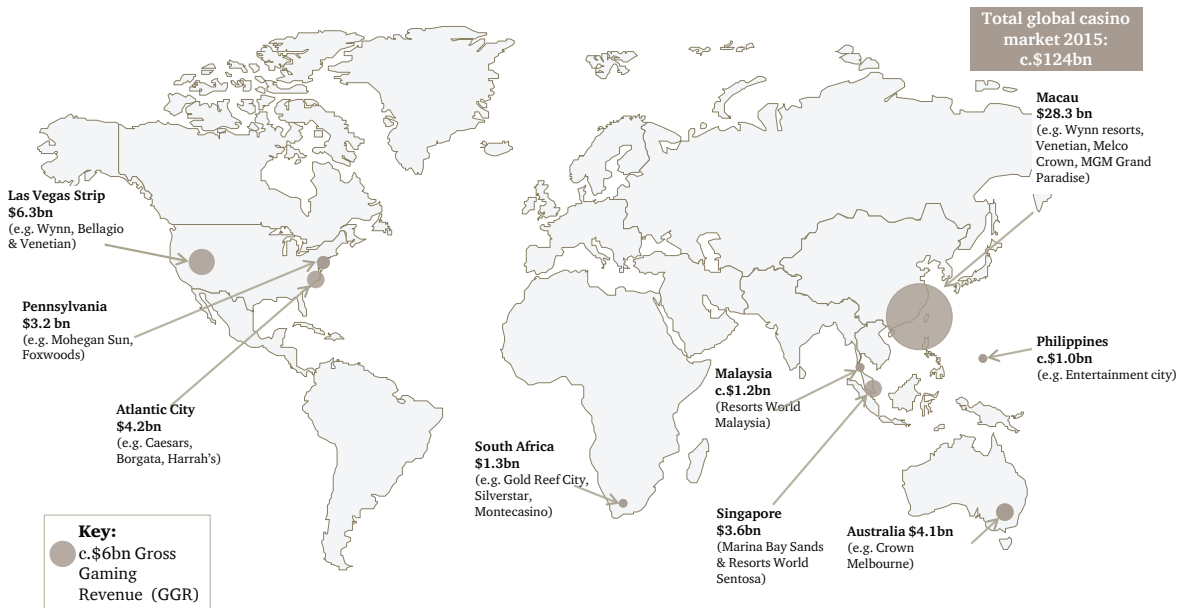 Total global casino
market 2015:
c.$124bn
Macau
$28.3 bn
(e.g. Wynn resorts,
Venetian, Melco
Crown, MGM Grand
Paradise)
Las Vegas Strip
$6.3bn
(e.g. Wynn, Bellagio
& Venetian)
Pennsylvania
$3.2 bn
(e.g. Mohegan Sun,
Foxwoods)
Philippines
c.$1.0bn
(e.g. Entertainment city)
Malaysia
c.$1.2bn
(Resorts World
Malaysia)
Atlantic City
$4.2bn
(e.g. Caesars,
Borgata, Harrah's)
South Africa
$1.3bn
(e.g. Gold Reef City,
Silverstar,
Montecasino)
Singapore
$3.6bn
(Marina Bay Sands
& Resorts World
Sentosa)
Australia $4.1bn
(e.g. Crown
Melbourne)
Key:
c.$6bn Gross
Gaming
Revenue (GGR)